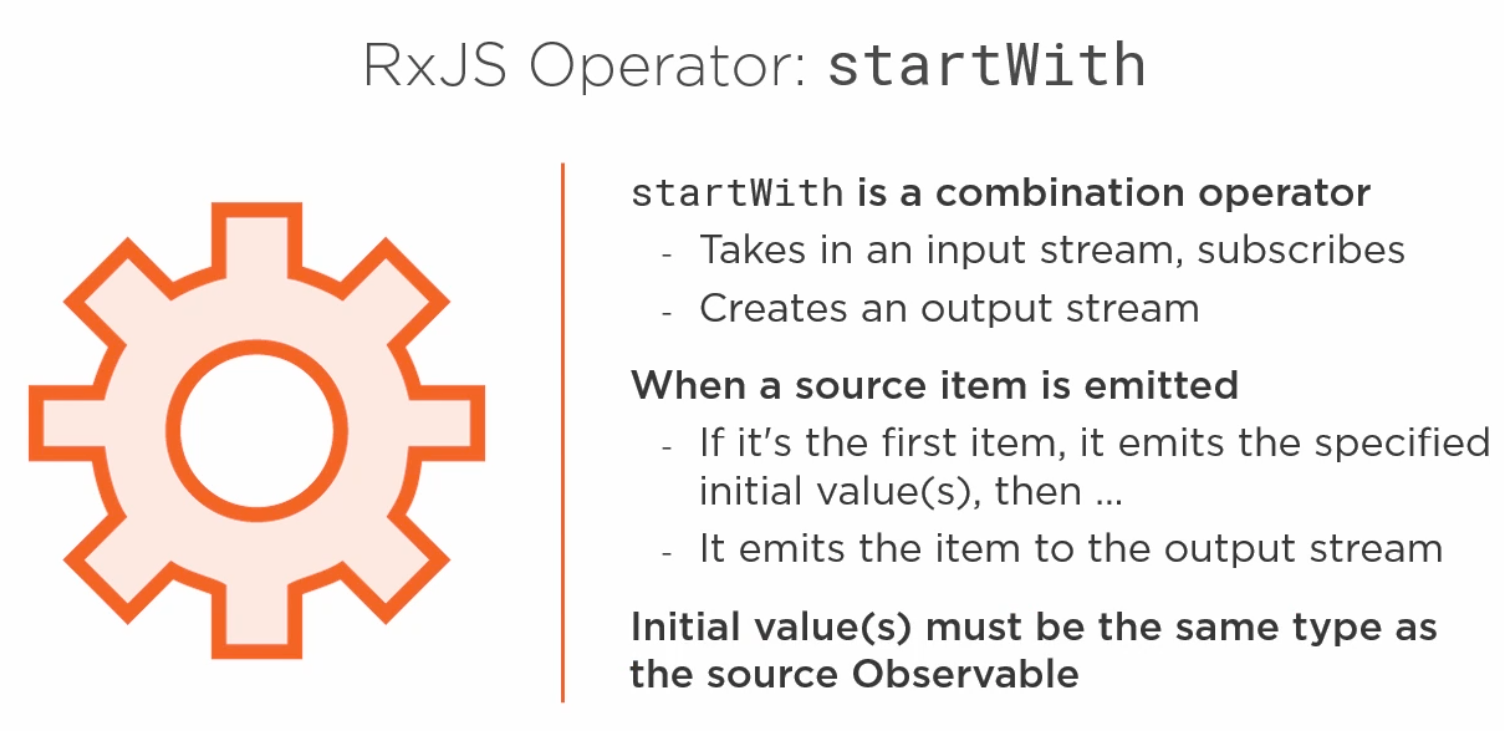 RxJS Operator: startWith
startWith is a combination operator
- Takes in an input stream, subscribes
- Creates an output stream
When a source item is emitted
- If it's the first item, it emits the specified
initial value(s), then ...
- It emits the item to the output stream
Initial value(s) must be the same type as
the source Observable